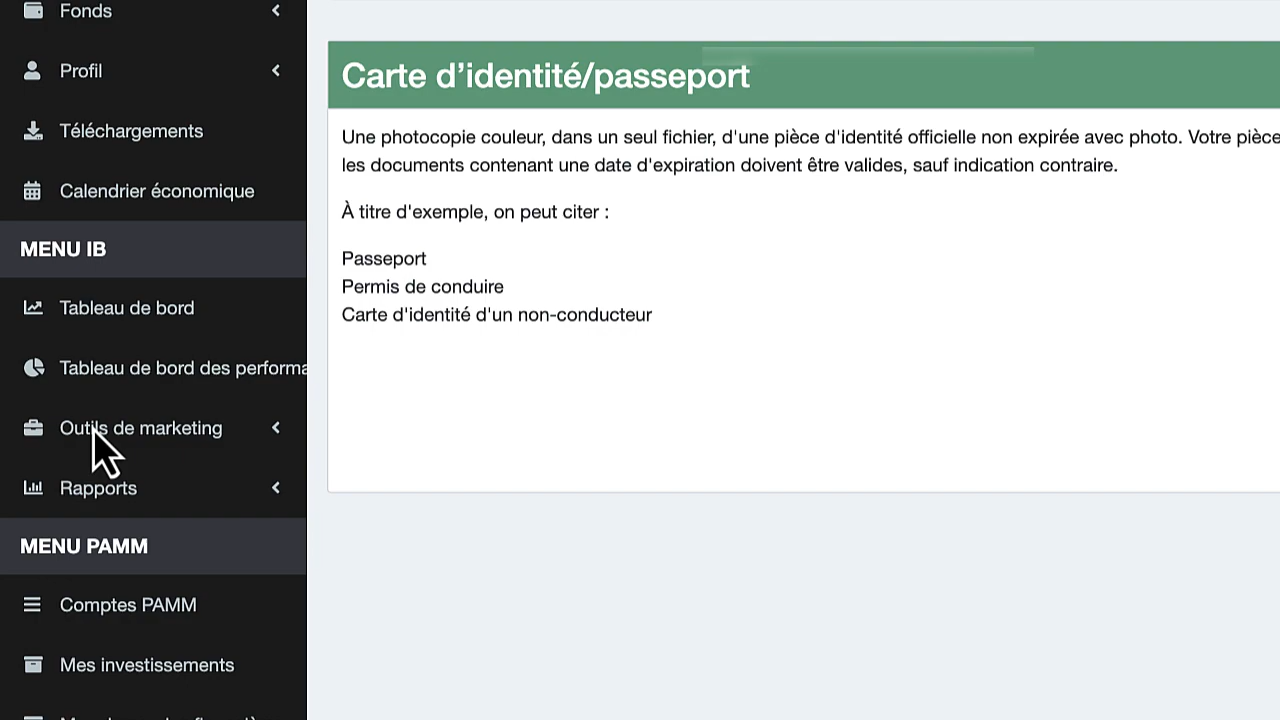 Fonds
Profil
Téléchargements
Calendrier économique
MENU IB
Tableau de bord
Tableau de bord des performa
Outils de marketing
Rapports
MENU PAMM
Comptes PAMM
Mes investissements
Carte d’identité/passeport
Une photocopie couleur, dans un seul fichier, d'une pièce d'identité officielle non expirée avec photo. Votre pièce
les documents contenant une date d'expiration doivent être valides, sauf indication contraire.
À titre d'exemple, on peut citer :
Passeport
Permis de conduire
Carte d'identité d'un non-conducteur